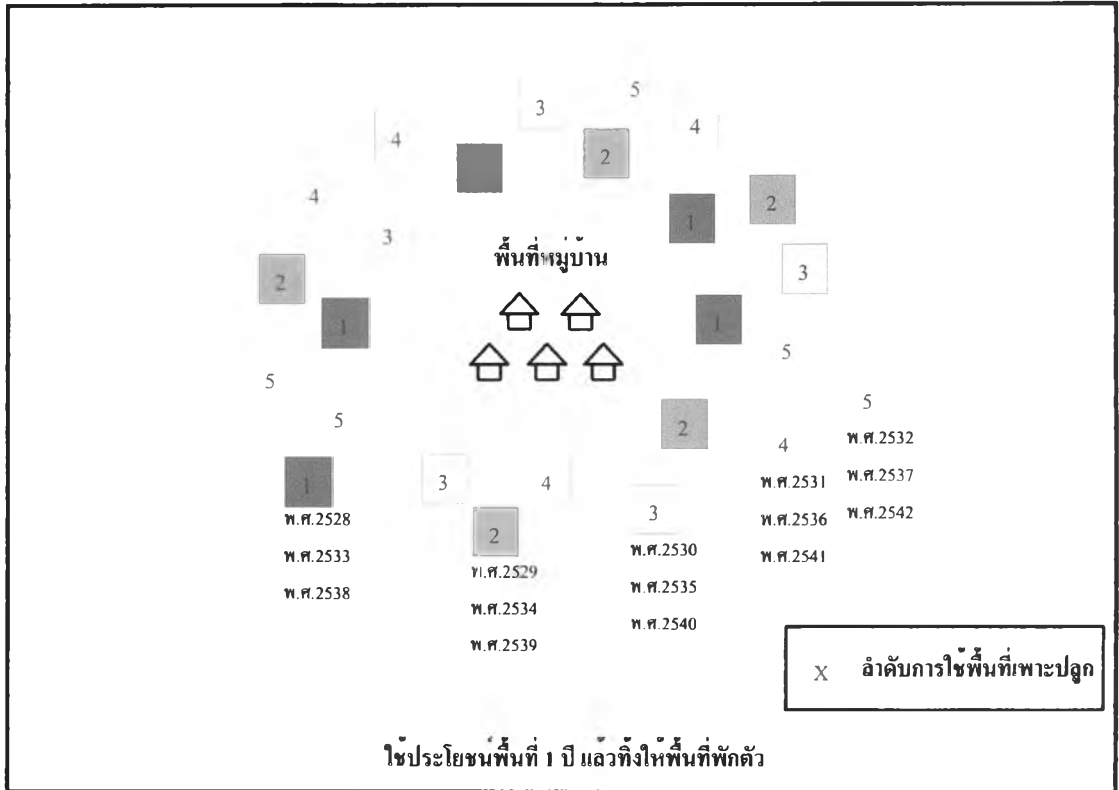 5
3
4
4
2
4
2
1
3
พื้นที่หมู่บ้าน
3
2
1
1
5
5
5
2
4
3
4
1
3
2
พ.ศ.2528
พ.ศ.2533
พ.ศ.2538
พ.ศ.2529
พ.ศ.2534
พ.ศ.2539
พ.ศ.2530
พ.ศ.2535
พ.ศ.2540
พ.ศ.2531
พ.ศ.2536
พ.ศ.2541
5
พ.ศ.2532
พ.ศ.2537
พ.ศ.2542
X ลำดับการใช้พื้นที่เพาะปลูก
ใช้ประโยชน์พื้นที่ 1 ปี แล้วทิ้งให้พื้นที่พักตัว